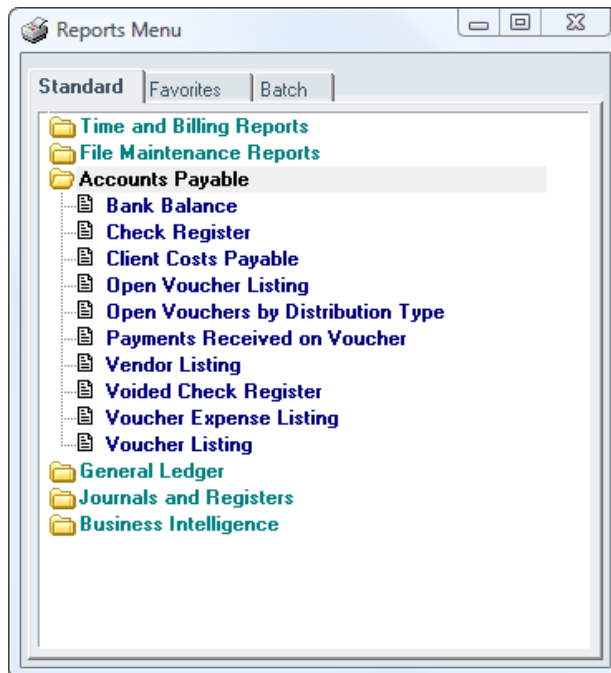 Reports Menu
Standard Favorites Batch
Time and Billing Reports
File Maintenance Reports
Accounts Payable
Bank Balance
Check Register
Client Costs Payable
Open Voucher Listing
Open Vouchers by Distribution Type
Payments Received on Voucher
Vendor Listing
Voided Check Register
Voucher Expense Listing
Voucher Listing
General Ledger
Journals and Registers
Business Intelligence